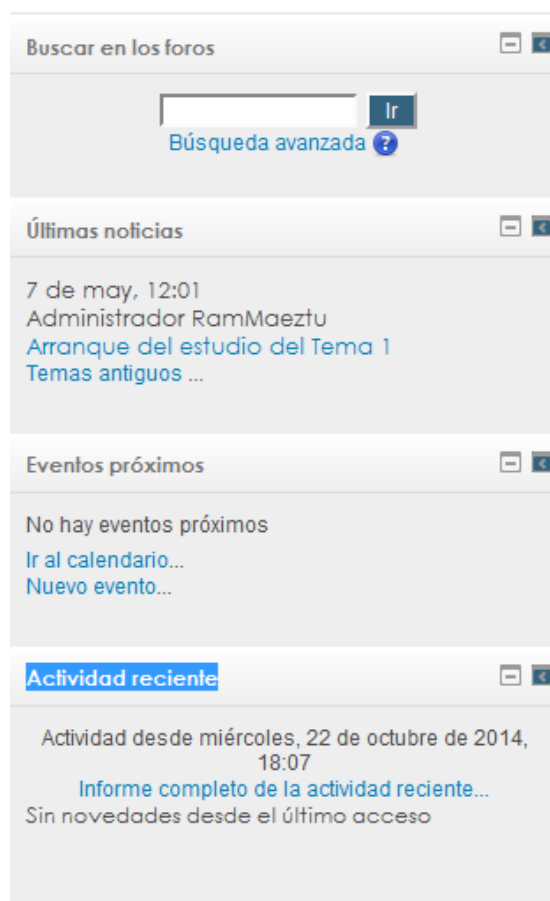 Buscar en los foros
Ir
Búsqueda avanzada ?
Últimas noticias
7 de may, 12:01
Administrador RamMaeztu
Arranque del estudio del Tema 1
Temas antiguos ...
Eventos próximos
No hay eventos próximos
Ir al calendario...
Nuevo evento...
Actividad reciente
Actividad desde miércoles, 22 de octubre de 2014,
18:07
Informe completo de la actividad reciente...
Sin novedades desde el último acceso